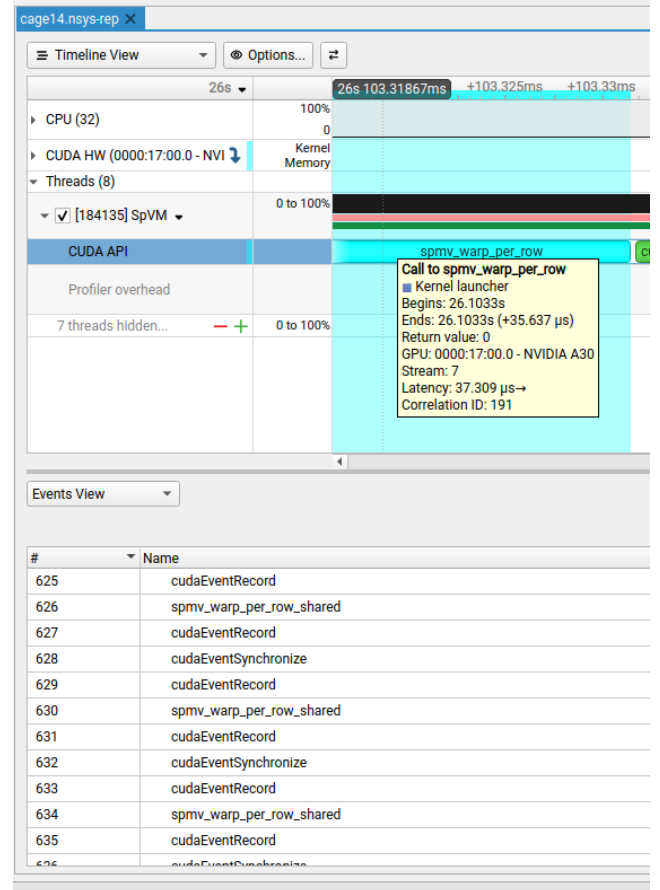 cage14.nsys-rep
Timeline View Options...
26s 26s 103.31867ms +103.325ms +103.33ms
CPU (32) 100%
0
CUDA HW (0000:17:00.0 - NVI Kernel
Memory
Threads (8)
[184135] SpVM 0 to 100%
CUDA API spmv_warp_per_row
Call to spmv_warp_per_row
Kernel launcher
Begins: 26.1033s
Ends: 26.1033s (+35.637 μs)
Return value: 0
GPU: 0000:17:00.0 - NVIDIA A30
Stream: 7
Latency: 37.309 μs→
Correlation ID: 191
Profiler overhead
7 threads hidden... 0 to 100%
Events View
# Name
625 cudaEventRecord
626 spmv_warp_per_row_shared
627 cudaEventRecord
628 cudaEventSynchronize
629 cudaEventRecord
630 spmv_warp_per_row_shared
631 cudaEventRecord
632 cudaEventSynchronize
633 cudaEventRecord
634 spmv_warp_per_row_shared
635 cudaEventRecord
636 cudaEventSynchronize